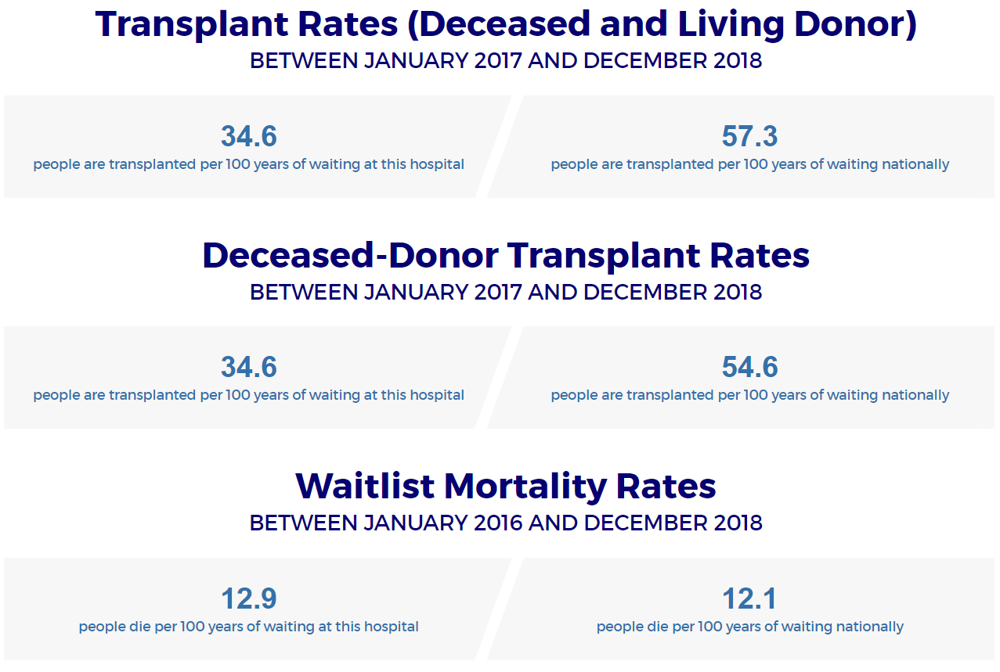 Transplant Rates (Deceased and Living Donor)
BETWEEN JANUARY 2017 AND DECEMBER 2018
34.6
people are transplanted per 100 years of waiting at this hospital
57.3
people are transplanted per 100 years of waiting nationally
Deceased-Donor Transplant Rates
BETWEEN JANUARY 2017 AND DECEMBER 2018
34.6
people are transplanted per 100 years of waiting at this hospital
54.6
people are transplanted per 100 years of waiting nationally
Waitlist Mortality Rates
BETWEEN JANUARY 2016 AND DECEMBER 2018
12.9
people die per 100 years of waiting at this hospital
12.1
people die per 100 years of waiting nationally